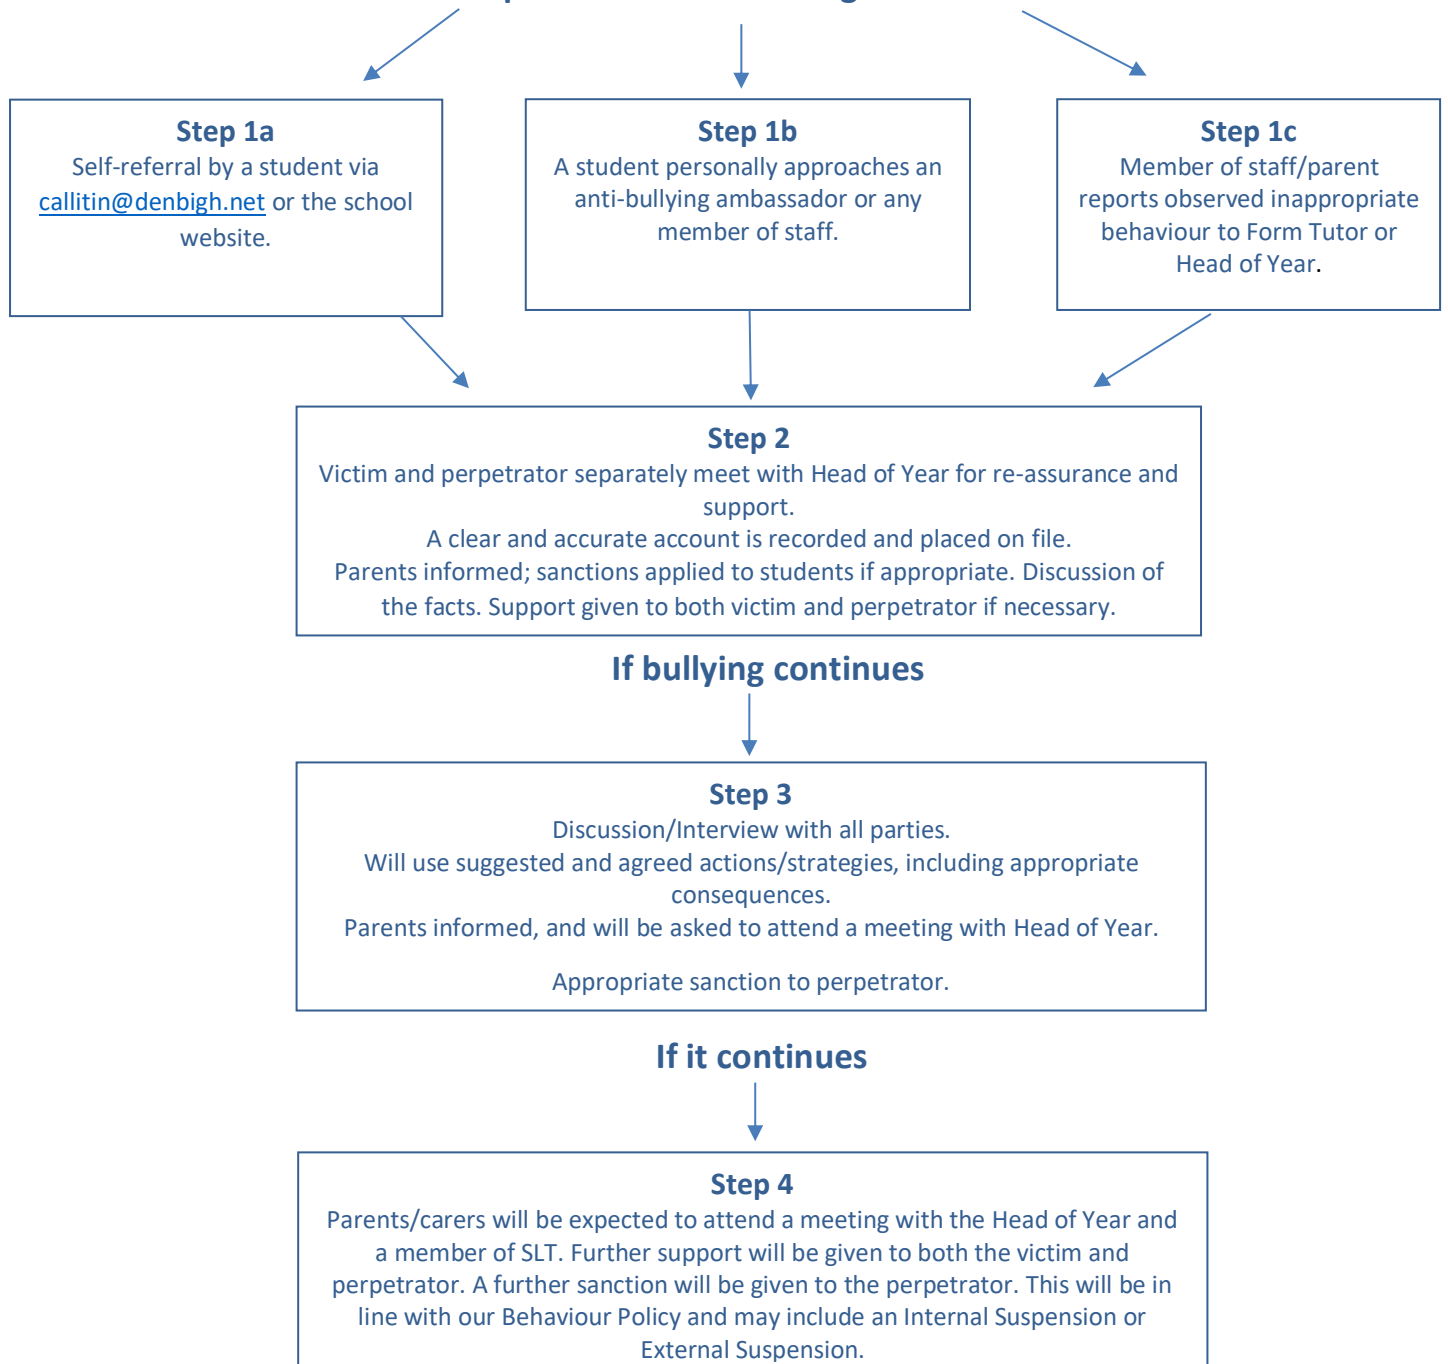 Step 1a
Self-referral by a student via
callitin@denbigh.net or the school
website.
Step 1b
A student personally approaches an
anti-bullying ambassador or any
member of staff.
Step 1c
Member of staff/parent
reports observed inappropriate
behaviour to Form Tutor or
Head of Year.
Step 2
Victim and perpetrator separately meet with Head of Year for re-assurance and
support.
A clear and accurate account is recorded and placed on file.
Parents informed; sanctions applied to students if appropriate. Discussion of
the facts. Support given to both victim and perpetrator if necessary.
If bullying continues
Step 3
Discussion/Interview with all parties.
Will use suggested and agreed actions/strategies, including appropriate
consequences.
Parents informed, and will be asked to attend a meeting with Head of Year.
Appropriate sanction to perpetrator.
If it continues
Step 4
Parents/carers will be expected to attend a meeting with the Head of Year and
a member of SLT. Further support will be given to both the victim and
perpetrator. A further sanction will be given to the perpetrator. This will be in
line with our Behaviour Policy and may include an Internal Suspension or
External Suspension.